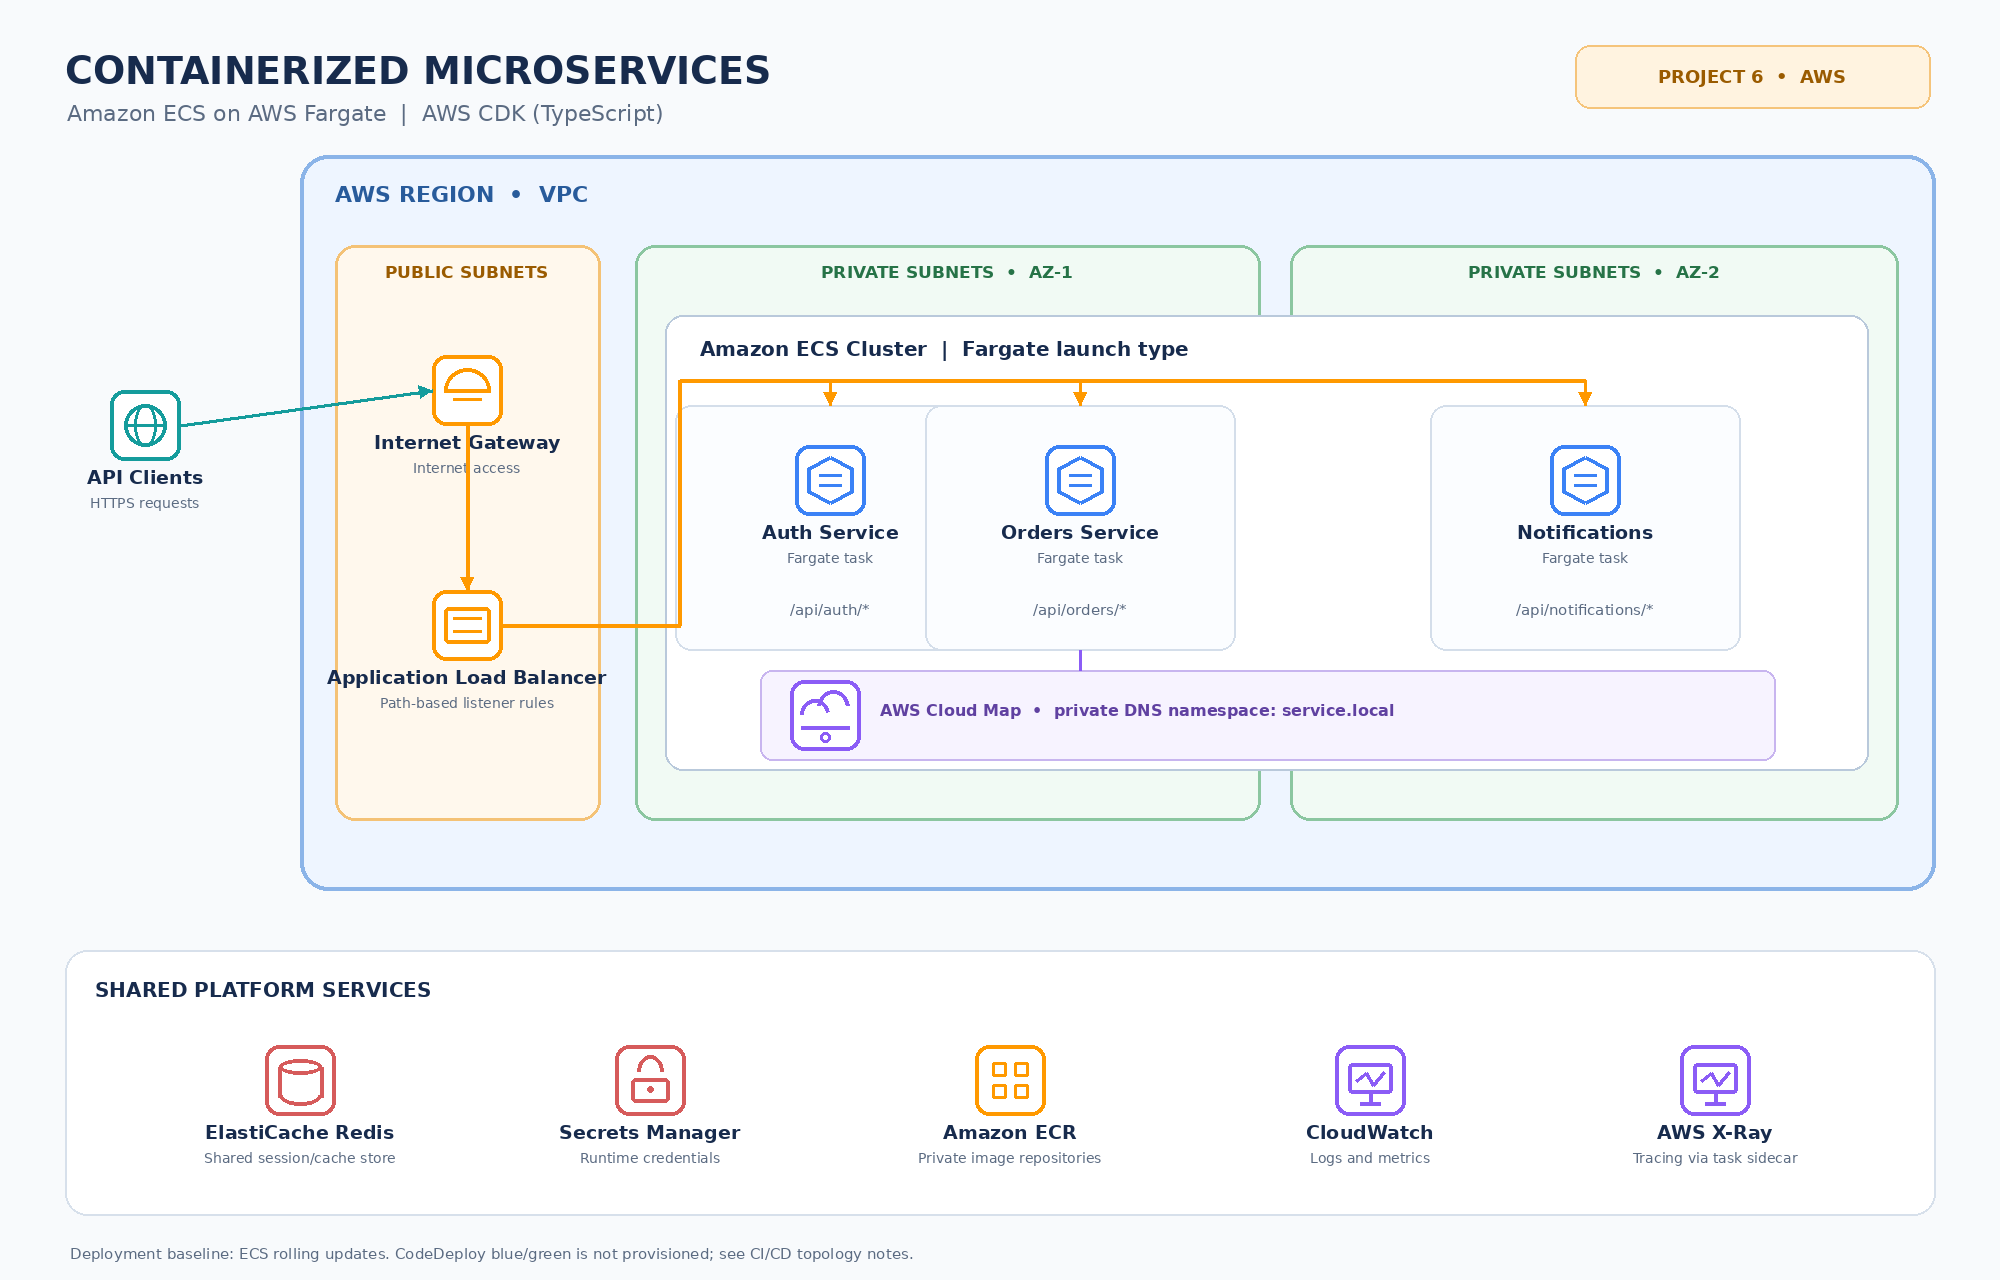 CONTAINERIZED MICROSERVICES
Amazon ECS on AWS Fargate | AWS CDK (TypeScript)
PROJECT 6 • AWS
AWS REGION • VPC
PUBLIC SUBNETS
PRIVATE SUBNETS • AZ-1
PRIVATE SUBNETS • AZ-2
Amazon ECS Cluster | Fargate launch type
API Clients
HTTPS requests
Internet Gateway
Internet access
Application Load Balancer
Path-based listener rules
Auth Service
Fargate task
/api/auth/*
Orders Service
Fargate task
/api/orders/*
Notifications
Fargate task
/api/notifications/*
AWS Cloud Map • private DNS namespace: service.local
SHARED PLATFORM SERVICES
ElastiCache Redis
Shared session/cache store
Secrets Manager
Runtime credentials
Amazon ECR
Private image repositories
CloudWatch
Logs and metrics
AWS X-Ray
Tracing via task sidecar
Deployment baseline: ECS rolling updates. CodeDeploy blue/green is not provisioned; see CI/CD topology notes.